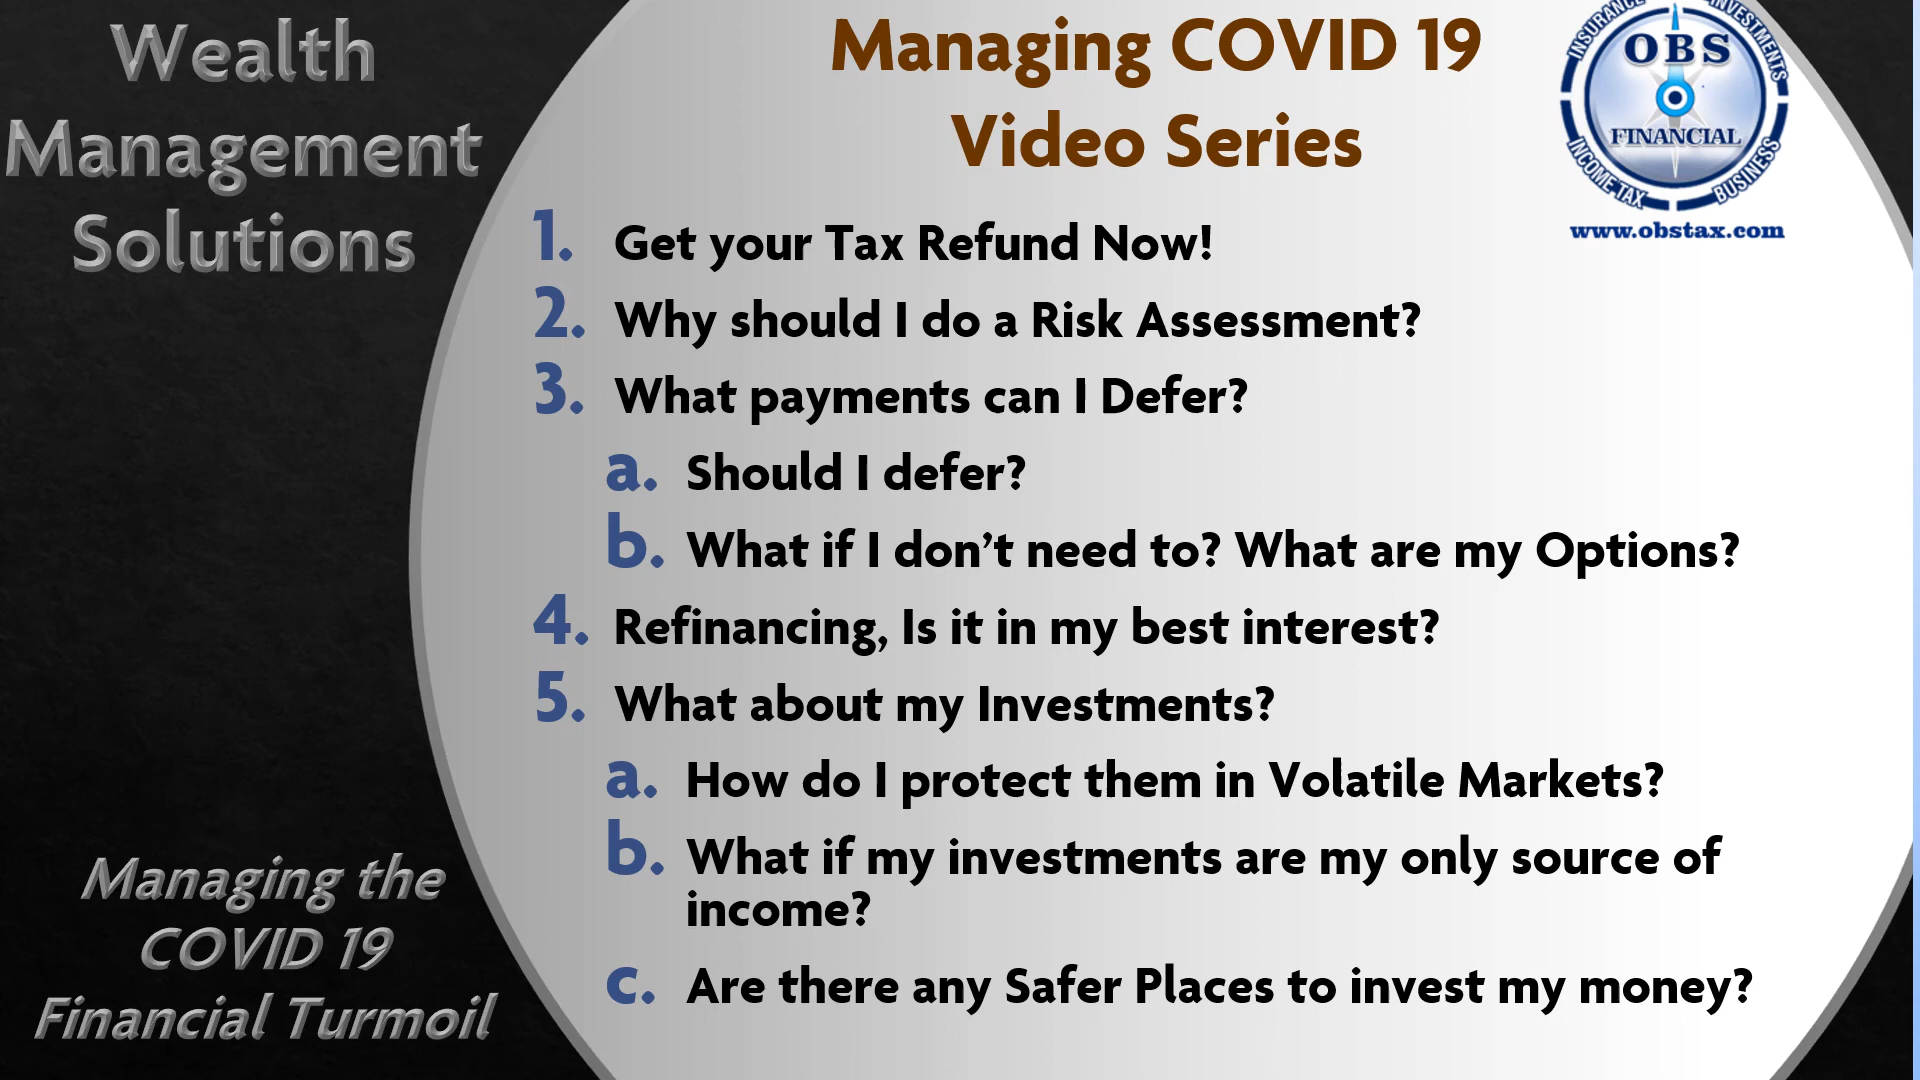 Wealth
Management
Solutions
Managing the
COVID 19
Financial Turmoil
Managing COVID 19
Video Series
INSURANCE
INVESTMENTS
OBS
FINANCIAL
INCOME TAX
BUSINESS
www.obstax.com
1. Get your Tax Refund Now!
2. Why should I do a Risk Assessment?
3. What payments can I Defer?
a. Should I defer?
b. What if I don’t need to? What are my Options?
4. Refinancing, Is it in my best interest?
5. What about my Investments?
a. How do I protect them in Volatile Markets?
b. What if my investments are my only source of
income?
c. Are there any Safer Places to invest my money?